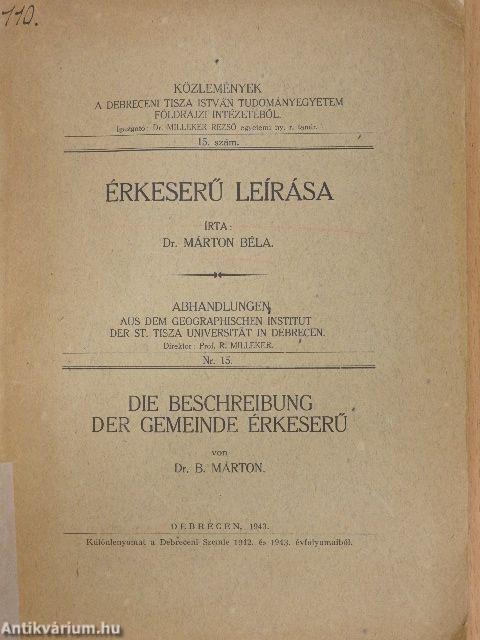 110.
KÖZLEMÉNYEK
A DEBRECENI TISZA ISTVÁN TUDOMÁNYEGYETEM
FÖLDRAJZI INTÉZETÉBŐL.
Igazgató: Dr. MILLEKER REZSŐ egyetemi ny. r. tanár.
15. szám.
ÉRKESERŰ LEÍRÁSA
ÍRTA:
Dr. MÁRTON BÉLA.
ABHANDLUNGEN
AUS DEM GEOGRAPHISCHEN INSTITUT
DER ST. TISZA UNIVERSITÄT IN DEBRECEN.
Direktor: Prof. R. MILLEKER.
Nr. 15.
DIE BESCHREIBUNG
DER GEMEINDE ÉRKESERŰ
von
Dr. B. MÁRTON.
DEBRECEN, 1943.
Különlenyomat a Debreceni Szemle 1942. és 1943. évfolyamaiból.
Antikvárium.hu